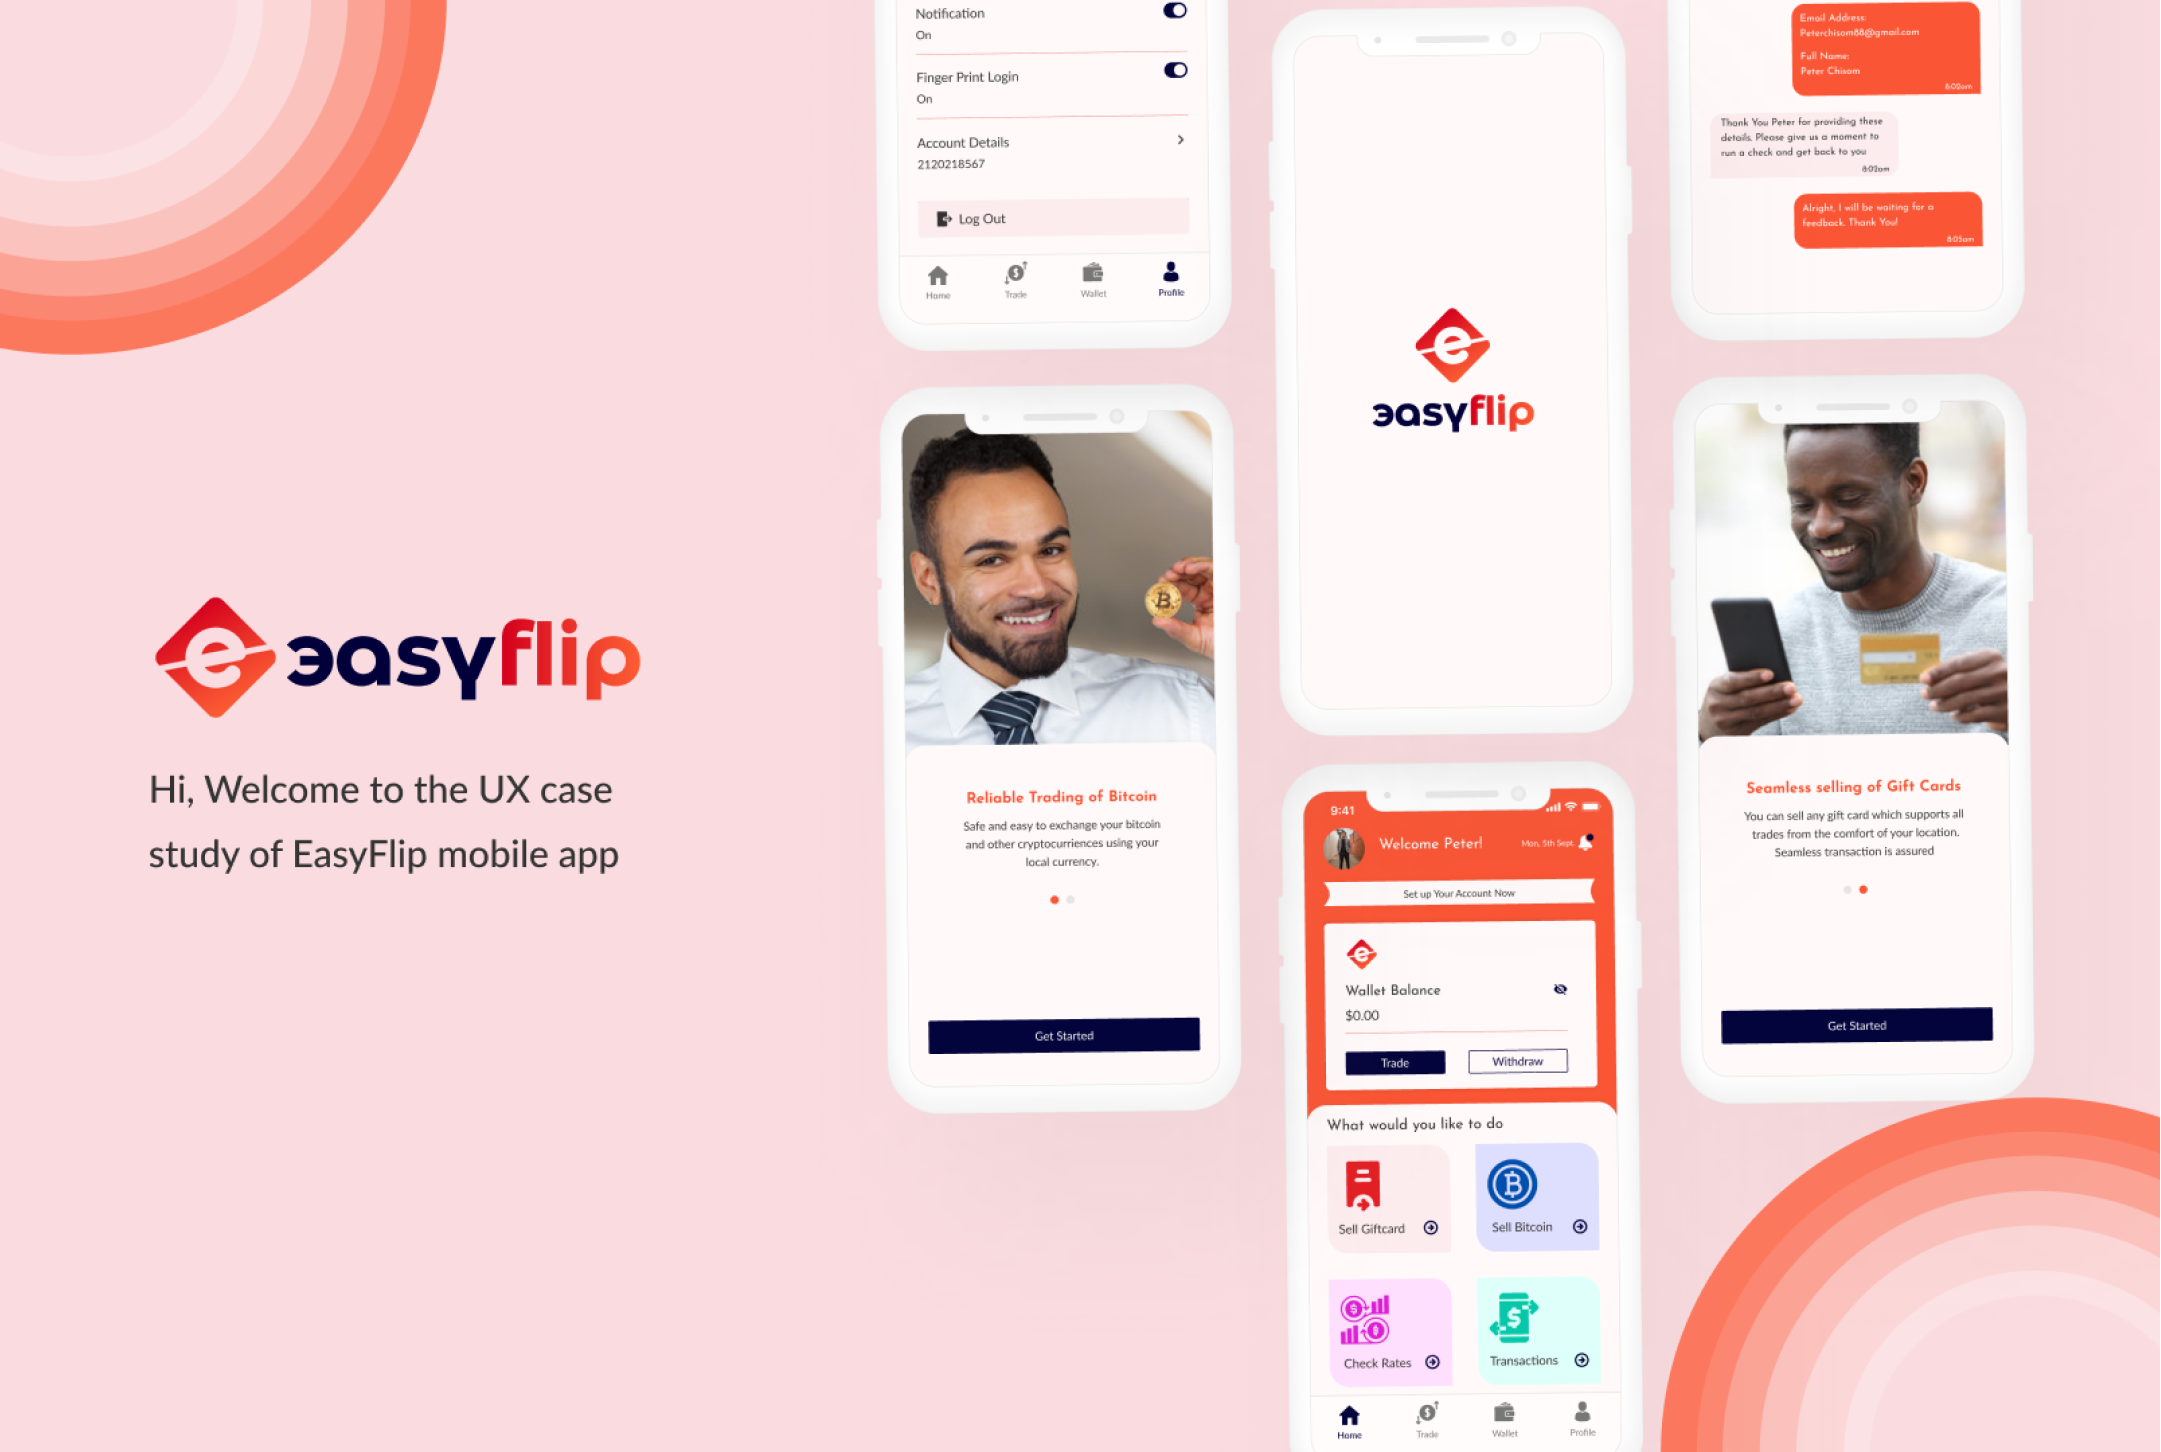 easyflip
Hi, Welcome to the UX case
study of EasyFlip mobile app
Notification
On
Finger Print Login
On
Account Details
2120218567
Log Out
Home
Trade
Wallet
Profile
Reliable Trading of Bitcoin
Safe and easy to exchange your bitcoin
and other cryptocurriences using your
local currency.
Get Started
easyflip
9:41
Welcome Peter!
Mon, 5th Sept.
Set up Your Account Now
Wallet Balance
$0.00
Trade
Withdraw
What would you like to do
Sell Giftcard
Sell Bitcoin
Check Rates
Transactions
Home
Trade
Wallet
Profile
Email Address:
Peterchisom88@gmail.com
Full Name:
Peter Chisom
8:02am
Thank You Peter for providing these
details. Please give us a moment to
run a check and get back to you
8:02am
Alright, I will be waiting for a
feedback. Thank You!
8:05am
Seamless selling of Gift Cards
You can sell any gift card which supports all
trades from the comfort of your location.
Seamless transaction is assured
Get Started